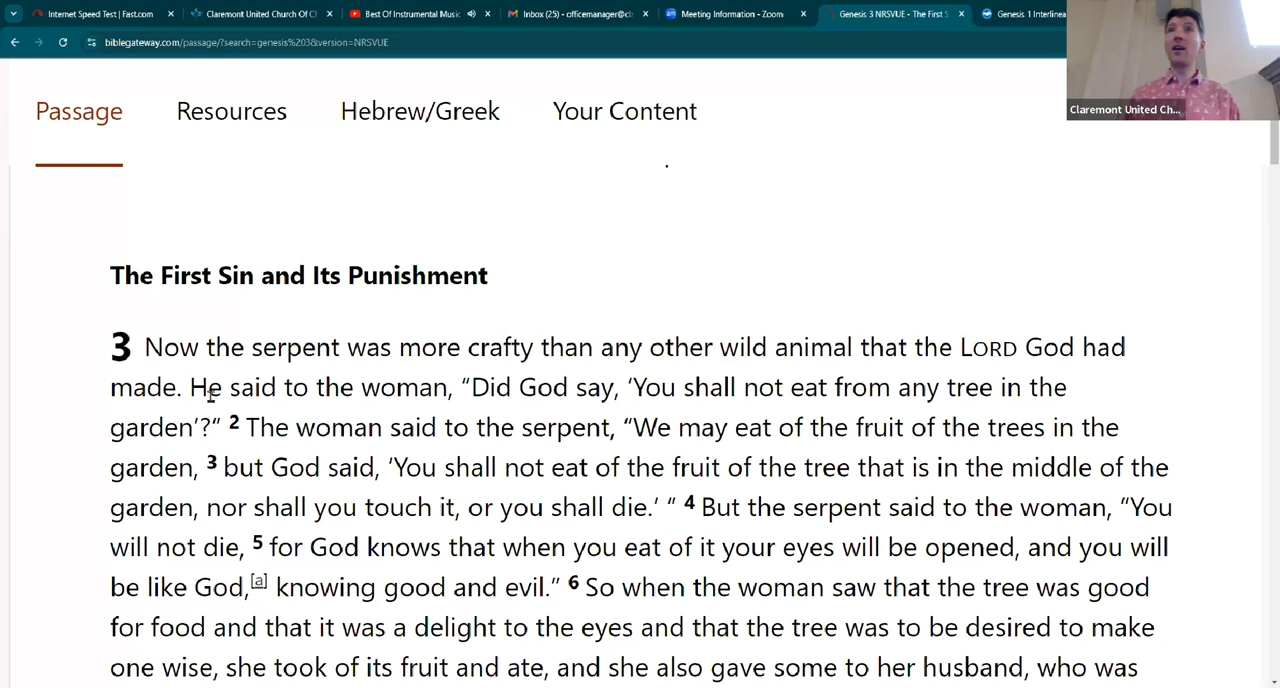 Internet Speed Test | Fast.com
Claremont United Church Of Ch
Best Of Instrumental Music
Inbox (25) - officemanager@cl
Meeting Information - Zoom
Genesis 3 NRSVUE - The First S
Genesis 1 Interlinea
biblegateway.com/passage/?search=genesis%203&version=NRSVUE
Claremont United Ch...
Passage
Resources
Hebrew/Greek
Your Content
The First Sin and Its Punishment
3 Now the serpent was more crafty than any other wild animal that the LORD God had
made. He said to the woman, “Did God say, ‘You shall not eat from any tree in the
garden’?” 2 The woman said to the serpent, “We may eat of the fruit of the trees in the
garden, 3 but God said, ‘You shall not eat of the fruit of the tree that is in the middle of the
garden, nor shall you touch it, or you shall die.’ ” 4 But the serpent said to the woman, “You
will not die, 5 for God knows that when you eat of it your eyes will be opened, and you will
be like God,[a] knowing good and evil.” 6 So when the woman saw that the tree was good
for food and that it was a delight to the eyes and that the tree was to be desired to make
one wise, she took of its fruit and ate, and she also gave some to her husband, who was